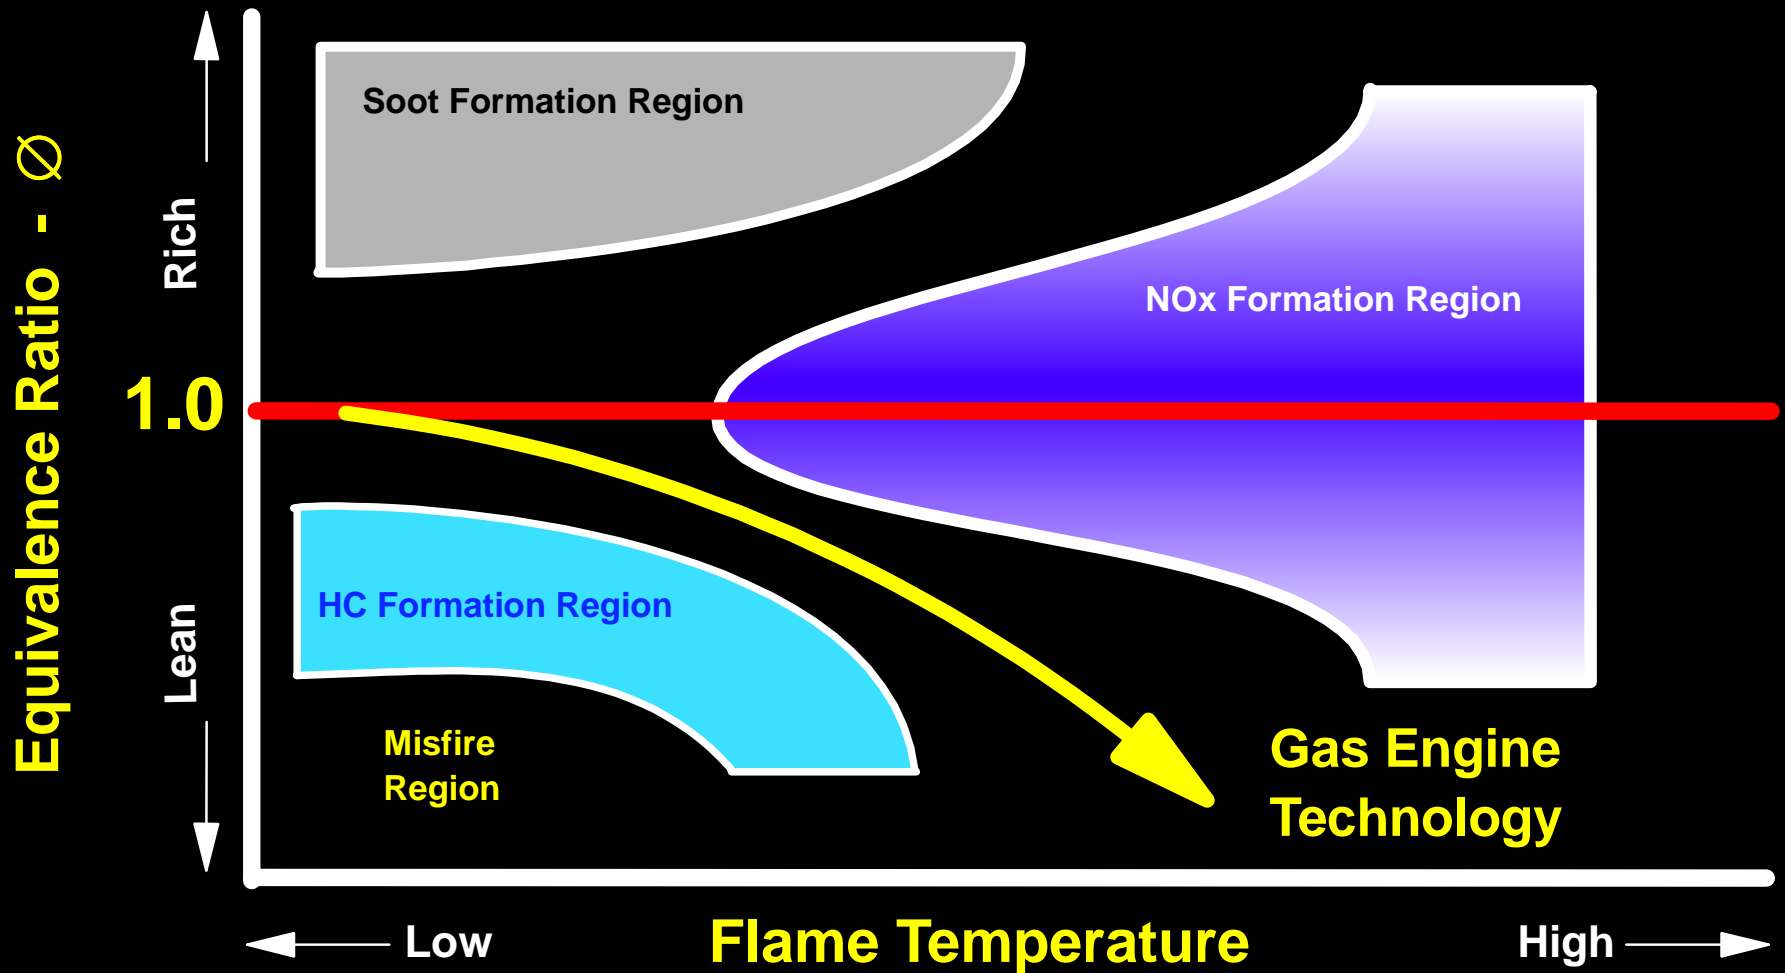 Equivalence Ratio - Ø
Rich
1.0
Lean
Soot Formation Region
NOx Formation Region
HC Formation Region
Misfire
Region
Gas Engine
Technology
Low
Flame Temperature
High